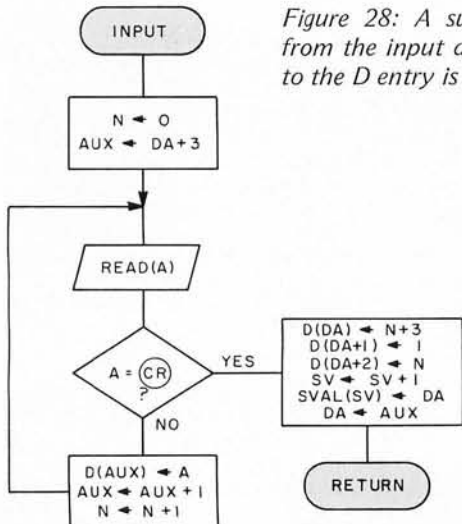 INPUT
Figure 28: A su
from the input a
to the D entry is
N ← 0
AUX ← DA+3
READ(A)
A = CR
?
YES
NO
D(DA) ← N+3
D(DA+1) ← 1
D(DA+2) ← N
SV ← SV+1
SVAL(SV) ← DA
DA ← AUX
D(AUX) ← A
AUX ← AUX+1
N ← N+1
RETURN